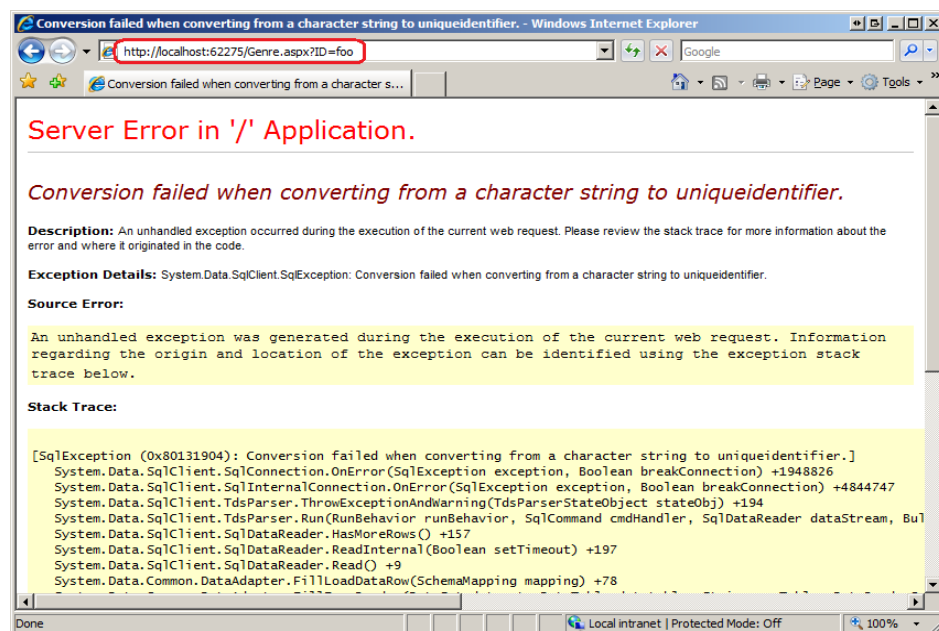 Conversion failed when converting from a character string to uniqueidentifier. - Windows Internet Explorer
http://localhost:62275/Genre.aspx?ID=foo
Google
Conversion failed when converting from a character s...
Page
Tools
Server Error in '/' Application.
Conversion failed when converting from a character string to uniqueidentifier.
Description: An unhandled exception occurred during the execution of the current web request. Please review the stack trace for more information about the
error and where it originated in the code.
Exception Details: System.Data.SqlClient.SqlException: Conversion failed when converting from a character string to uniqueidentifier.
Source Error:
An unhandled exception was generated during the execution of the current web request. Information
regarding the origin and location of the exception can be identified using the exception stack
trace below.
Stack Trace:
[SqlException (0x80131904): Conversion failed when converting from a character string to uniqueidentifier.]
System.Data.SqlClient.SqlConnection.OnError(SqlException exception, Boolean breakConnection) +1948826
System.Data.SqlClient.SqlInternalConnection.OnError(SqlException exception, Boolean breakConnection) +4844747
System.Data.SqlClient.TdsParser.ThrowExceptionAndWarning(TdsParserStateObject stateObj) +194
System.Data.SqlClient.TdsParser.Run(RunBehavior runBehavior, SqlCommand cmdHandler, SqlDataReader dataStream, Bul
System.Data.SqlClient.SqlDataReader.HasMoreRows() +157
System.Data.SqlClient.SqlDataReader.ReadInternal(Boolean setTimeout) +197
System.Data.SqlClient.SqlDataReader.Read() +9
System.Data.Common.DataAdapter.FillLoadDataRow(SchemaMapping mapping) +78
Done
Local intranet | Protected Mode: Off
100%